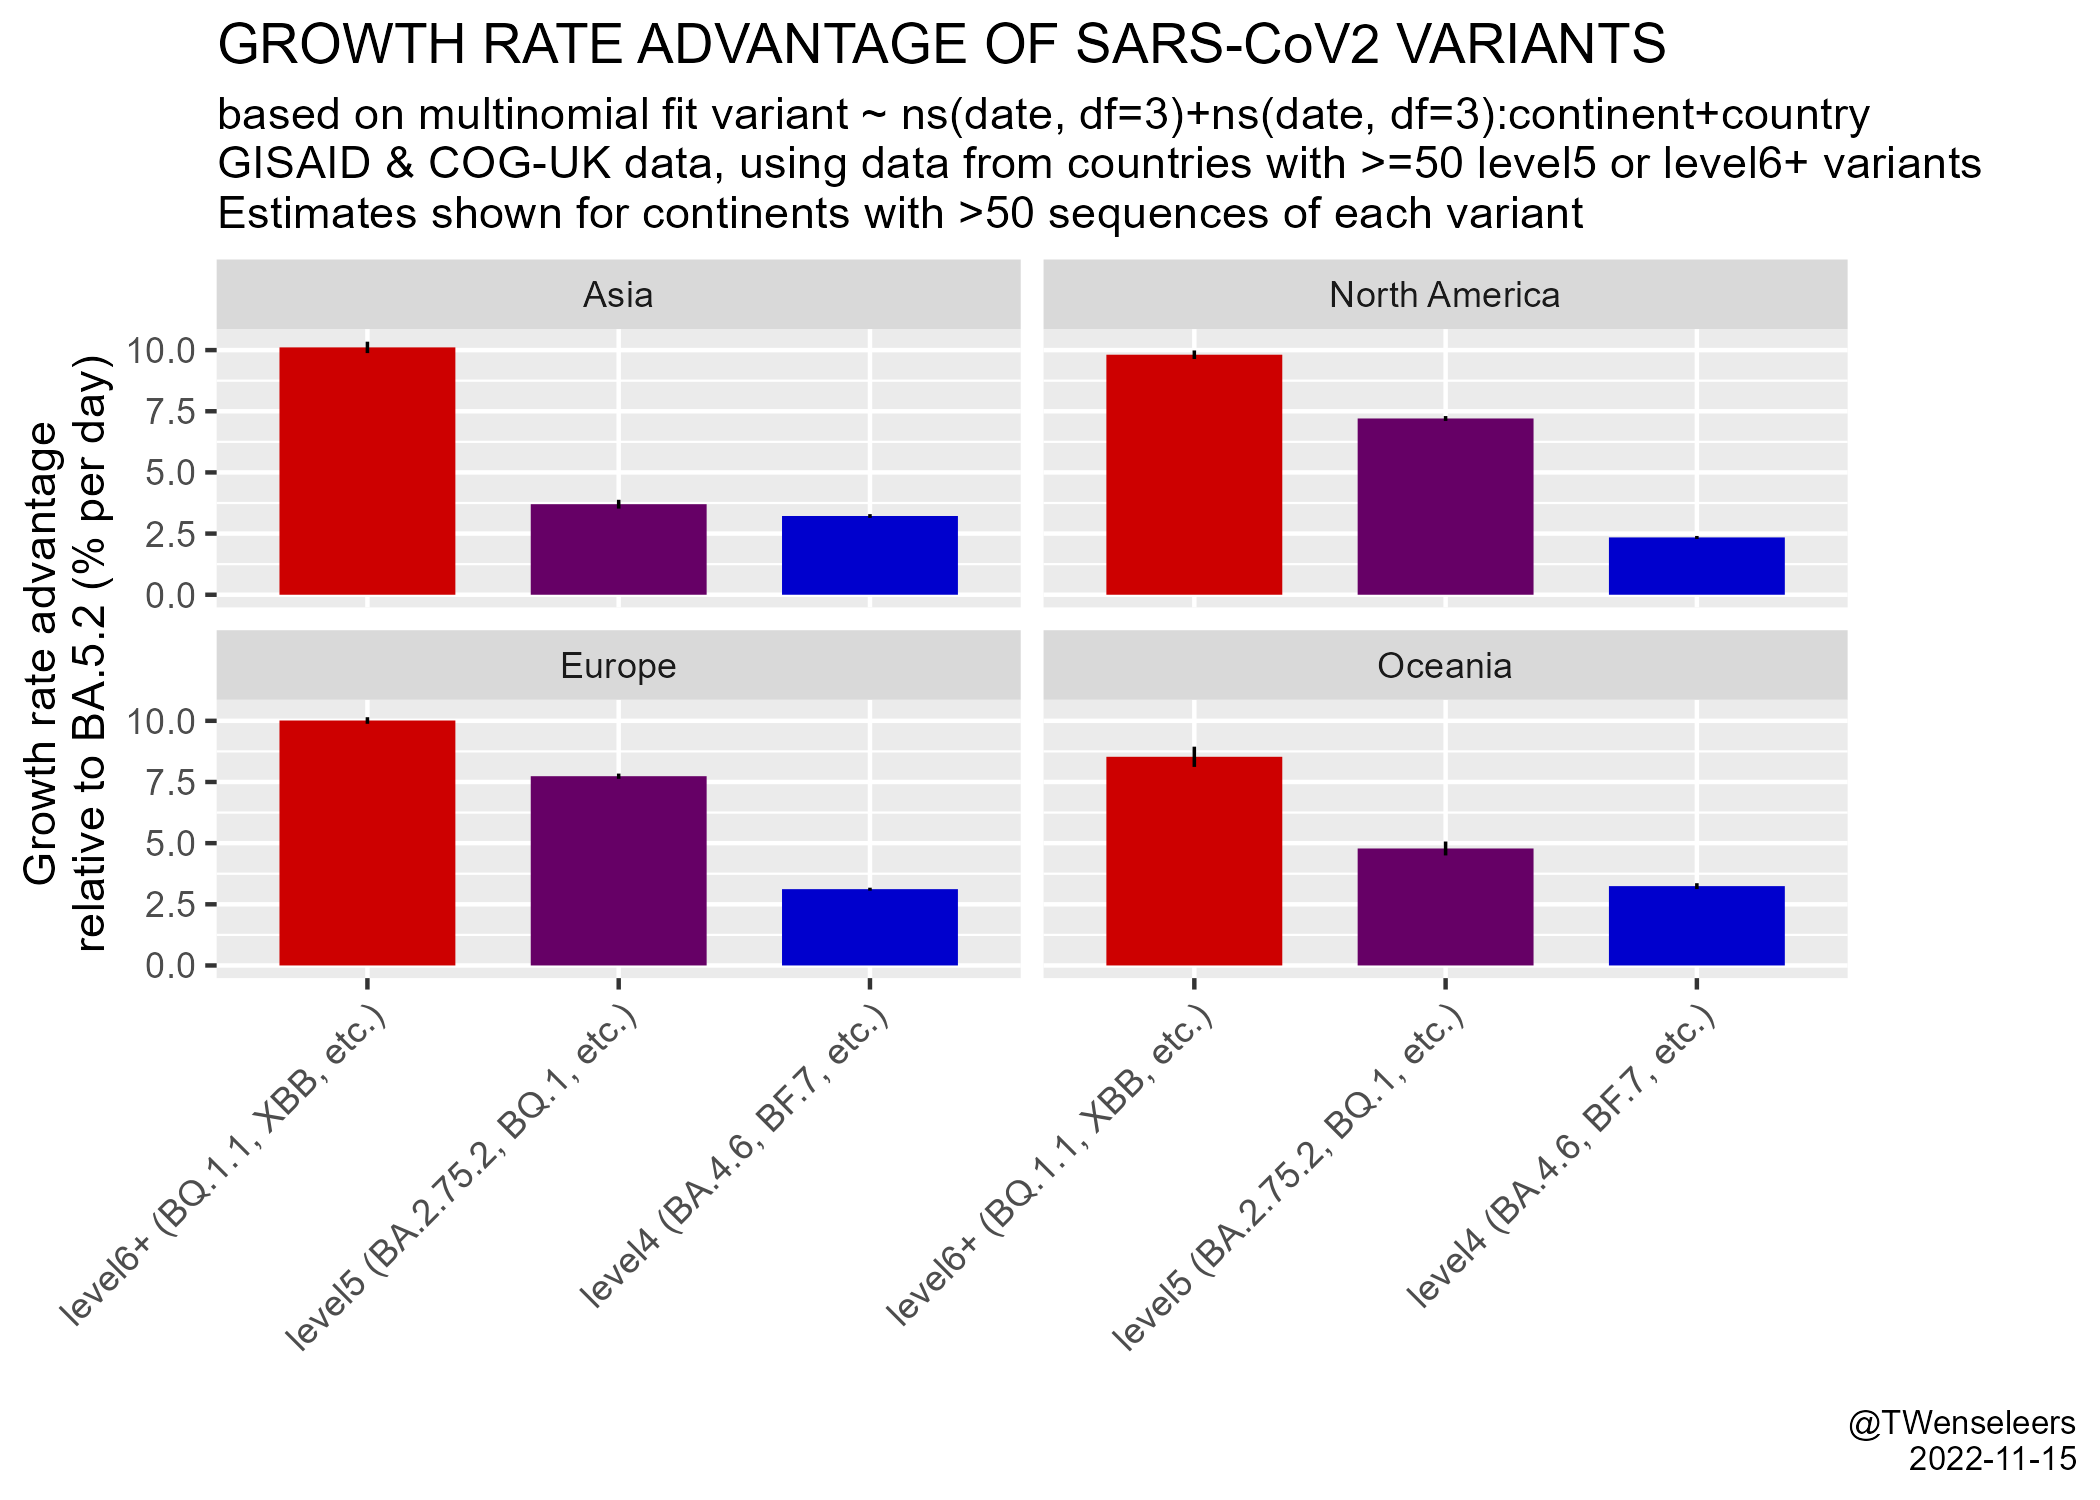 GROWTH RATE ADVANTAGE OF SARS-CoV2 VARIANTS
based on multinomial fit variant ~ ns(date, df=3)+ns(date, df=3):continent+country
GISAID & COG-UK data, using data from countries with >=50 level5 or level6+ variants
Estimates shown for continents with >50 sequences of each variant
Growth rate advantage
relative to BA.5.2 (% per day)
Asia
North America
10.0
7.5
5.0
2.5
0.0
Europe
Oceania
10.0
7.5
5.0
2.5
0.0
level6+ (BQ.1.1, XBB, etc.)
level5 (BA.2.75.2, BQ.1, etc.)
level4 (BA.4.6, BF.7, etc.)
level6+ (BQ.1.1, XBB, etc.)
level5 (BA.2.75.2, BQ.1, etc.)
level4 (BA.4.6, BF.7, etc.)
@TWenseleers
2022-11-15